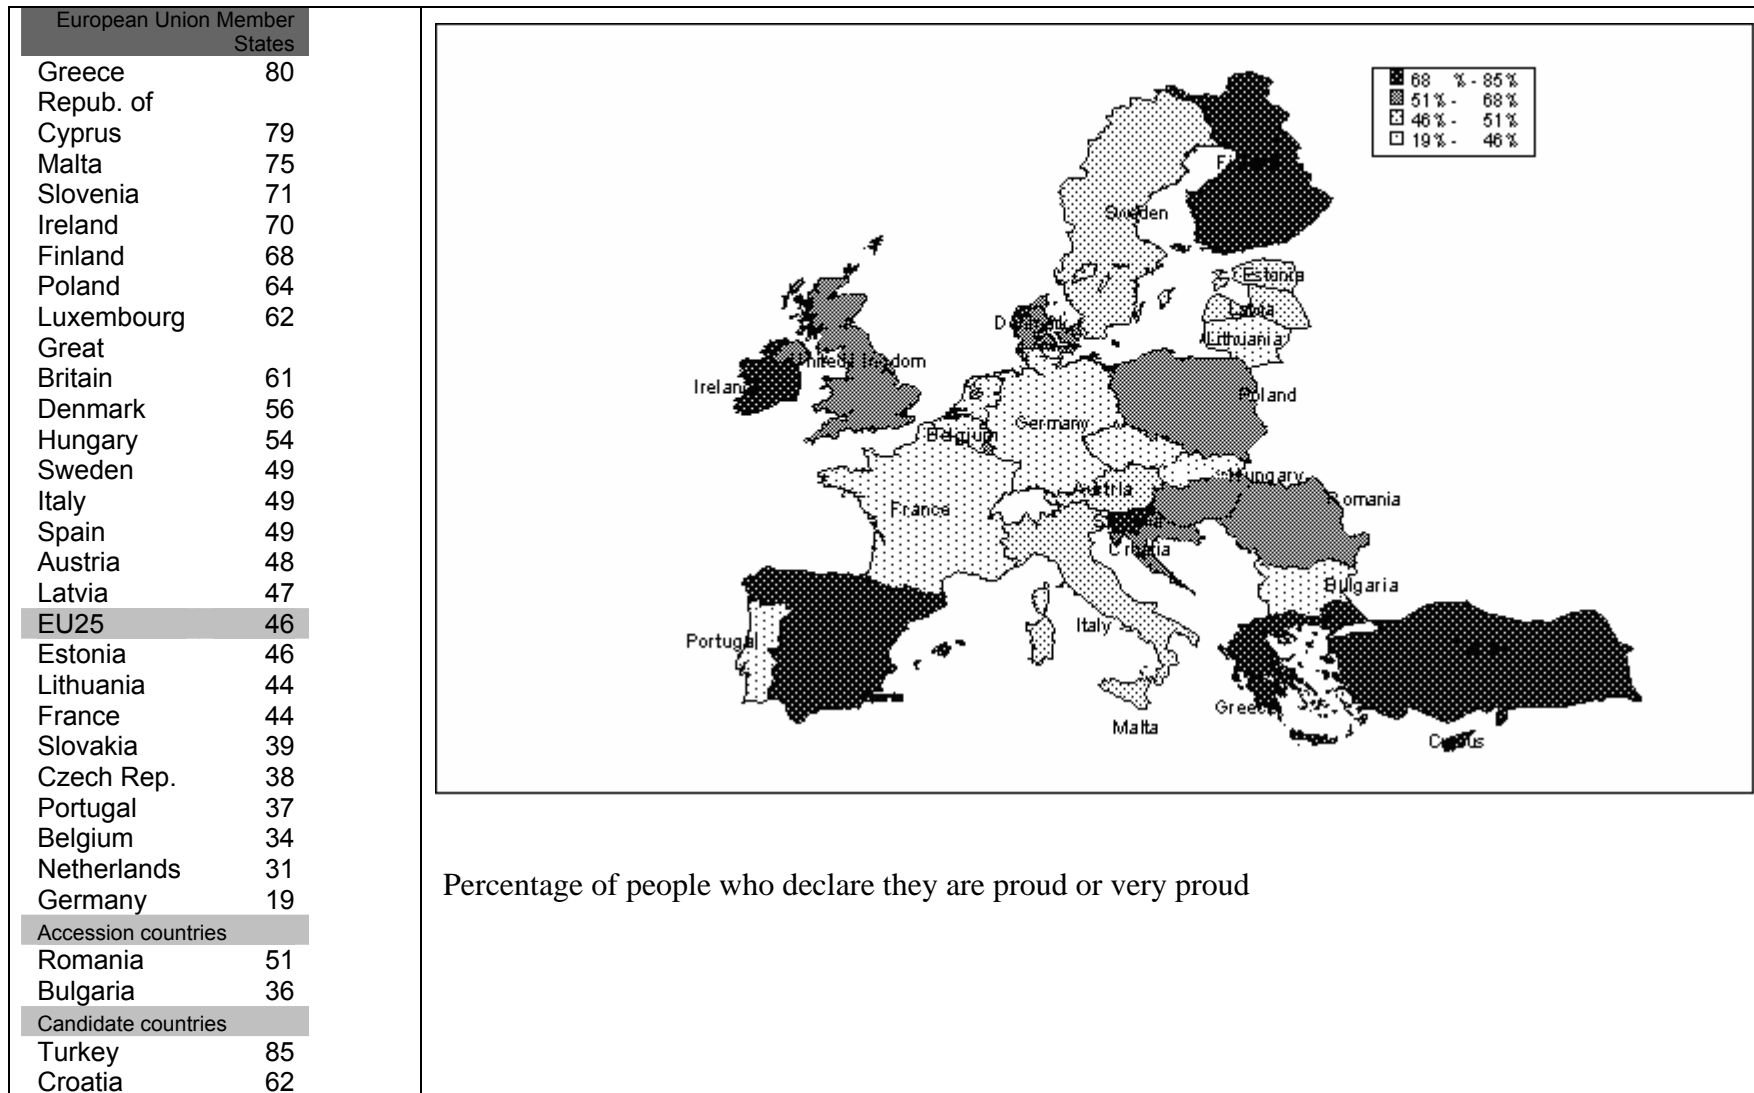 European Union Member
States
Greece 80
Repub. of
Cyprus 79
Malta 75
Slovenia 71
Ireland 70
Finland 68
Poland 64
Luxembourg 62
Great
Britain 61
Denmark 56
Hungary 54
Sweden 49
Italy 49
Spain 49
Austria 48
Latvia 47
EU25 46
Estonia 46
Lithuania 44
France 44
Slovakia 39
Czech Rep. 38
Portugal 37
Belgium 34
Netherlands 31
Germany 19
Accession countries
Romania 51
Bulgaria 36
Candidate countries
Turkey 85
Croatia 62
68 % - 85 %
51 % - 68 %
46 % - 51 %
19 % - 46 %
Sweden
Estonia
Latvia
Lithuania
United Kingdom
Ireland
Poland
Germany
Belgium
Hungary
Austria
Romania
France
Croatia
Bulgaria
Italy
Portugal
Greece
Malta
Cyprus
Percentage of people who declare they are proud or very proud